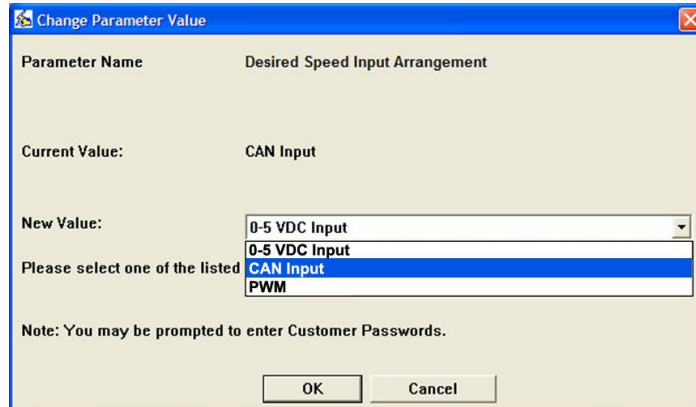 Change Parameter Value
Parameter Name Desired Speed Input Arrangement
Current Value: CAN Input
New Value: 0-5 VDC Input
0-5 VDC Input
Please select one of the listed CAN Input
PWM
Note: You may be prompted to enter Customer Passwords.
OK Cancel